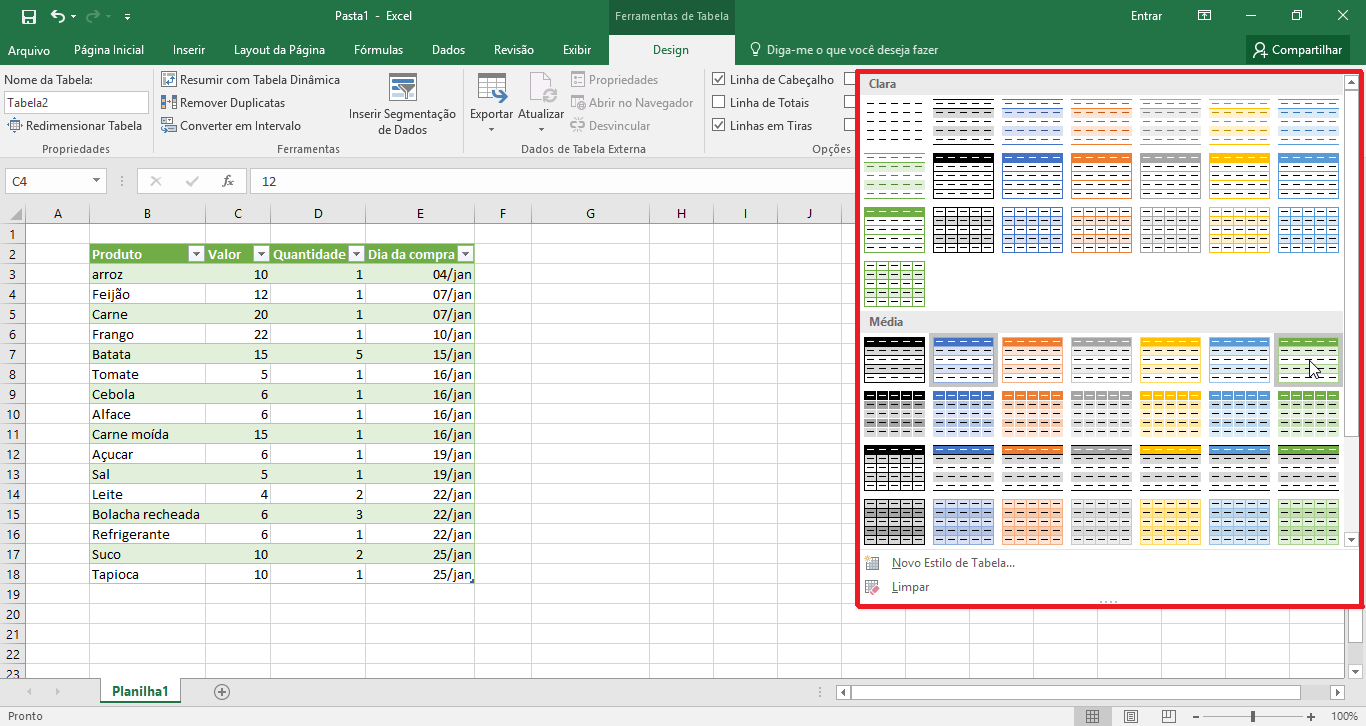 Pasta1 - Excel
Ferramentas de Tabela
Entrar
Arquivo Página Inicial Inserir Layout da Página Fórmulas Dados Revisão Exibir Design Diga-me o que você deseja fazer Compartilhar
Nome da Tabela:
Tabela2
Redimensionar Tabela
Propriedades
Resumir com Tabela Dinâmica
Remover Duplicatas
Converter em Intervalo
Inserir Segmentação
de Dados
Ferramentas
Exportar Atualizar
Propriedades
Abrir no Navegador
Desvincular
Dados de Tabela Externa
Linha de Cabeçalho
Linha de Totais
Linhas em Tiras
Opções
Clara
Média
Novo Estilo de Tabela...
Limpar
C4 fx 12
A B C D E F G H I J
1
2 Produto Valor Quantidade Dia da compra
3 arroz 10 1 04/jan
4 Feijão 12 1 07/jan
5 Carne 20 1 07/jan
6 Frango 22 1 10/jan
7 Batata 15 5 15/jan
8 Tomate 5 1 16/jan
9 Cebola 6 1 16/jan
10 Alface 6 1 16/jan
11 Carne moída 15 1 16/jan
12 Açucar 6 1 19/jan
13 Sal 5 1 19/jan
14 Leite 4 2 22/jan
15 Bolacha recheada 6 3 22/jan
16 Refrigerante 6 1 22/jan
17 Suco 10 2 25/jan
18 Tapioca 10 1 25/jan
19
20
21
22
23
Planilha1
Pronto
100%